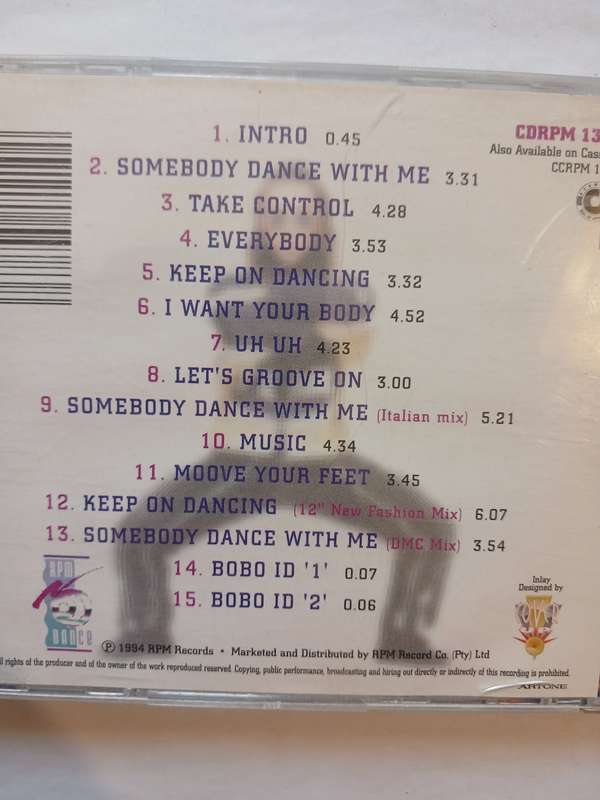 1. INTRO 0.45
CDRPM 13
Also Available on Cass
CCRPM 1
2. SOMEBODY DANCE WITH ME 3.31
3. TAKE CONTROL 4.28
4. EVERYBODY 3.53
5. KEEP ON DANCING 3.32
6. I WANT YOUR BODY 4.52
7. UH UH 4.23
8. LET'S GROOVE ON 3.00
9. SOMEBODY DANCE WITH ME (Italian mix) 5.21
10. MUSIC 4.34
11. MOOVE YOUR FEET 3.45
12. KEEP ON DANCING (12" New Fashion Mix) 6.07
13. SOMEBODY DANCE WITH ME (DMC Mix) 3.54
14. BOBO ID '1' 0.07
15. BOBO ID '2' 0.06
RPM
DANCE
Inlay
Designed by
℗ 1994 RPM Records • Marketed and Distributed by RPM Record Co. (Pty) Ltd
ll rights of the producer and of the owner of the work reproduced reserved. Copying, public performance, broadcasting and hiring out directly or indirectly of this recording is prohibited.
ARTONE